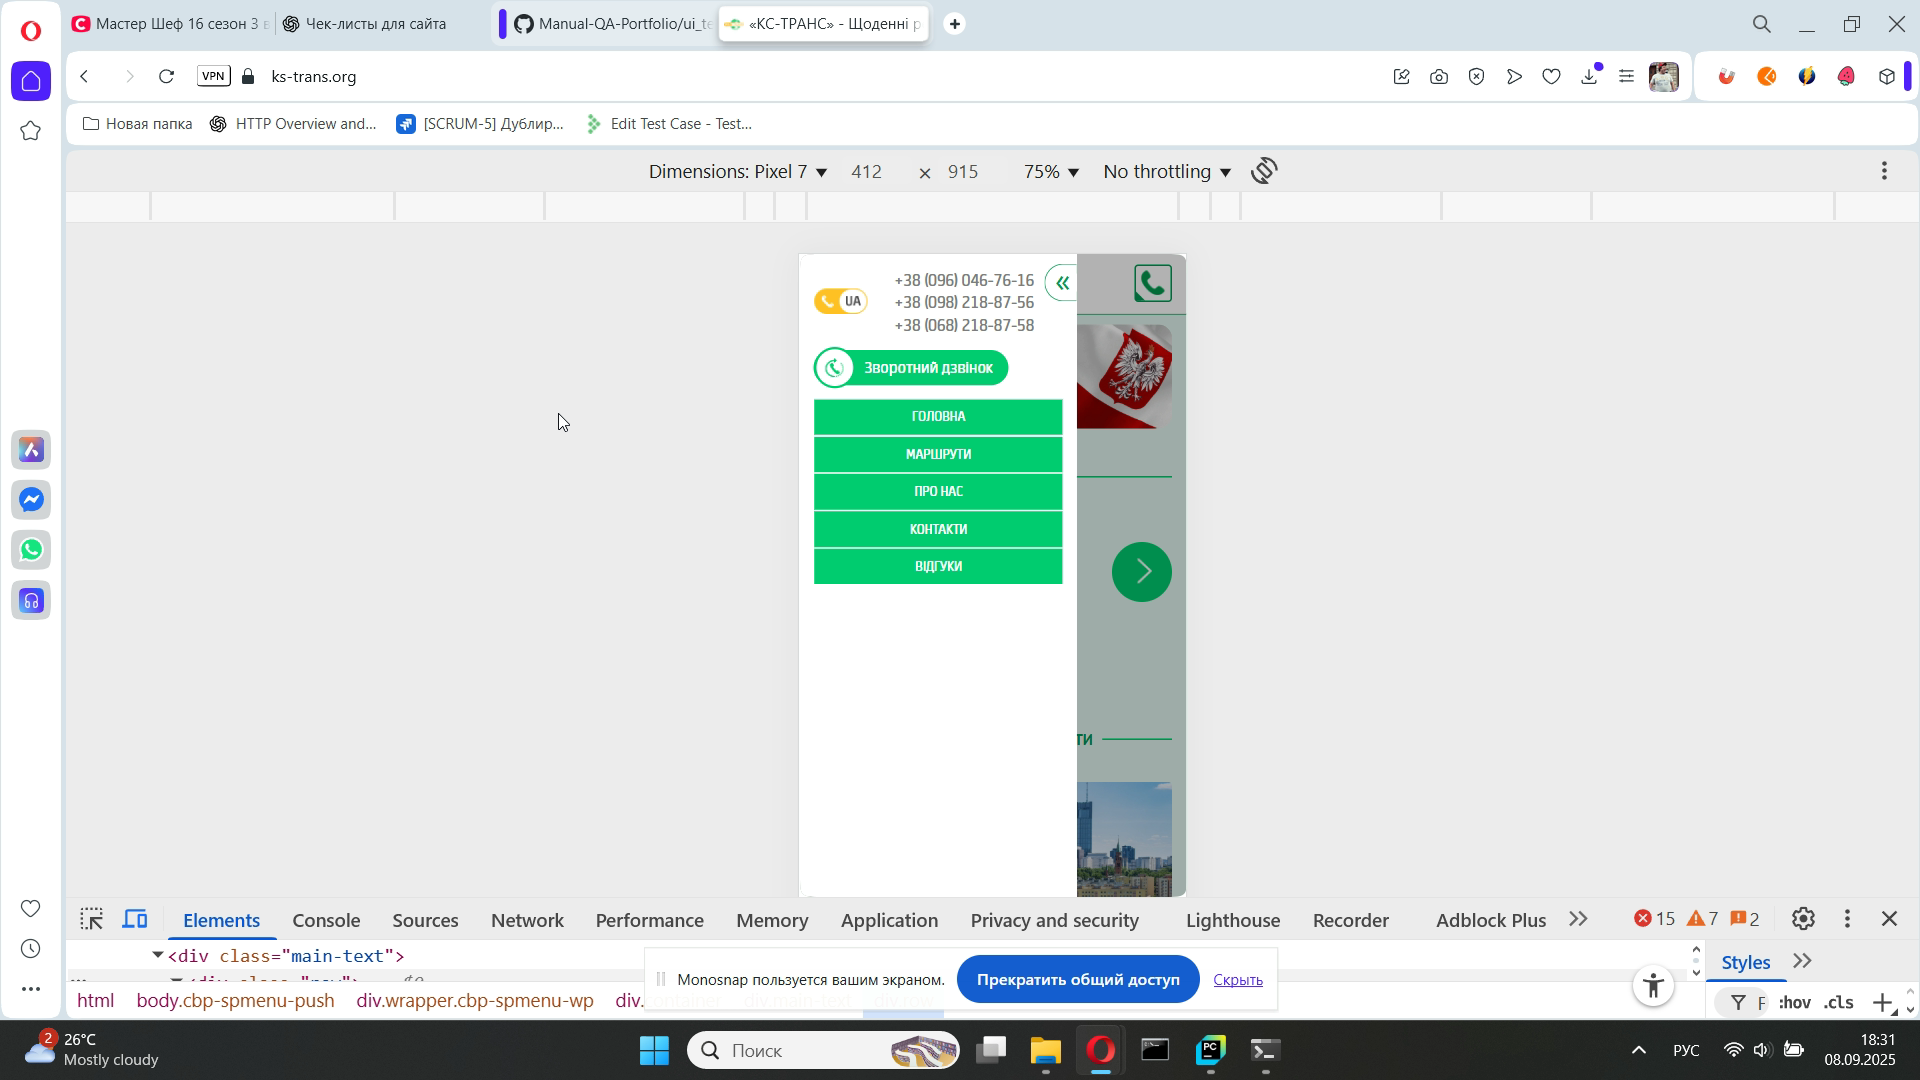 Мастер Шеф 16 сезон 3 в
Чек-листы для сайта
Manual-QA-Portfolio/ui_te
«КС-ТРАНС» - Щоденні р
VPN
ks-trans.org
Новая папка
HTTP Overview and...
[SCRUM-5] Дублир...
Edit Test Case - Test...
Dimensions: Pixel 7 ▼ 412 × 915 75% ▼ No throttling ▼
+38 (096) 046-76-16
UA
+38 (098) 218-87-56
+38 (068) 218-87-58
Зворотний дзвінок
ГОЛОВНА
МАРШРУТИ
ПРО НАС
КОНТАКТИ
ВІДГУКИ
ТИ
Elements Console Sources Network Performance Memory Application Privacy and security Lighthouse Recorder Adblock Plus 15 7 2
<div class="main-text">
Styles
Monosnap пользуется вашим экраном.
Прекратить общий доступ
Скрыть
html body.cbp-spmenu-push div.wrapper.cbp-spmenu-wp
F :hov .cls
2
26°C
Mostly cloudy
Поиск
PC
РУС
18:31
08.09.2025